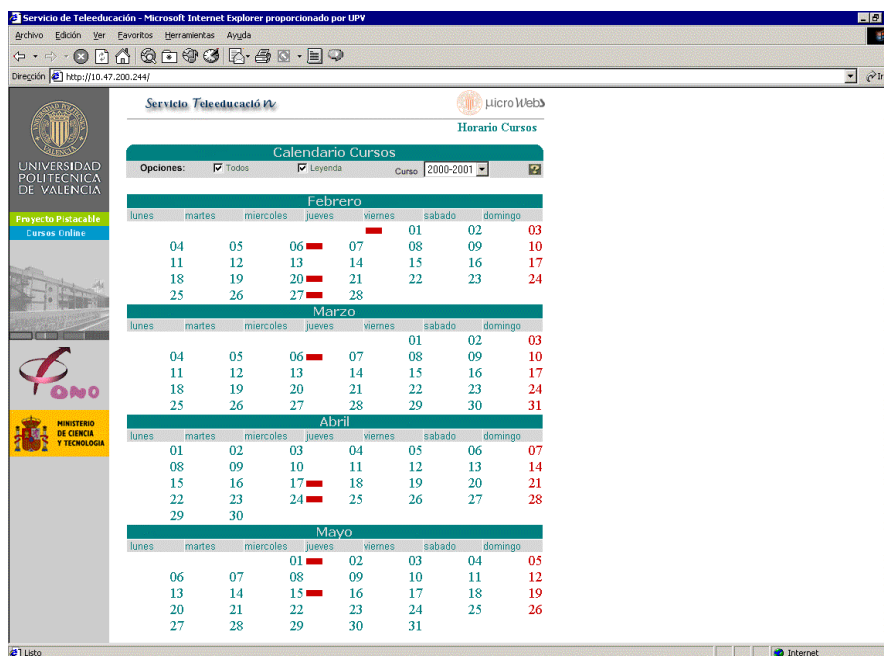 Servicio de Teleeducación - Microsoft Internet Explorer proporcionado por UPV
Archivo Edición Ver Favoritos Herramientas Ayuda
Dirección http://10.47.200.244/ Ir
Servicio Teleeducación µicro Webs
Horario Cursos
UNIVERSIDAD
POLITECNICA
DE VALENCIA
Proyecto Pistacable
Cursos Online
ONO
MINISTERIO
DE CIENCIA
Y TECNOLOGIA
Calendario Cursos
Opciones: Todos Leyenda Curso 2000-2001 ?
Febrero
lunes martes miercoles jueves viernes sabado domingo
01 02 03
04 05 06 07 08 09 10
11 12 13 14 15 16 17
18 19 20 21 22 23 24
25 26 27 28
Marzo
lunes martes miercoles jueves viernes sabado domingo
01 02 03
04 05 06 07 08 09 10
11 12 13 14 15 16 17
18 19 20 21 22 23 24
25 26 27 28 29 30 31
Abril
lunes martes miercoles jueves viernes sabado domingo
01 02 03 04 05 06 07
08 09 10 11 12 13 14
15 16 17 18 19 20 21
22 23 24 25 26 27 28
29 30
Mayo
lunes martes miercoles jueves viernes sabado domingo
01 02 03 04 05
06 07 08 09 10 11 12
13 14 15 16 17 18 19
20 21 22 23 24 25 26
27 28 29 30 31
Listo Internet